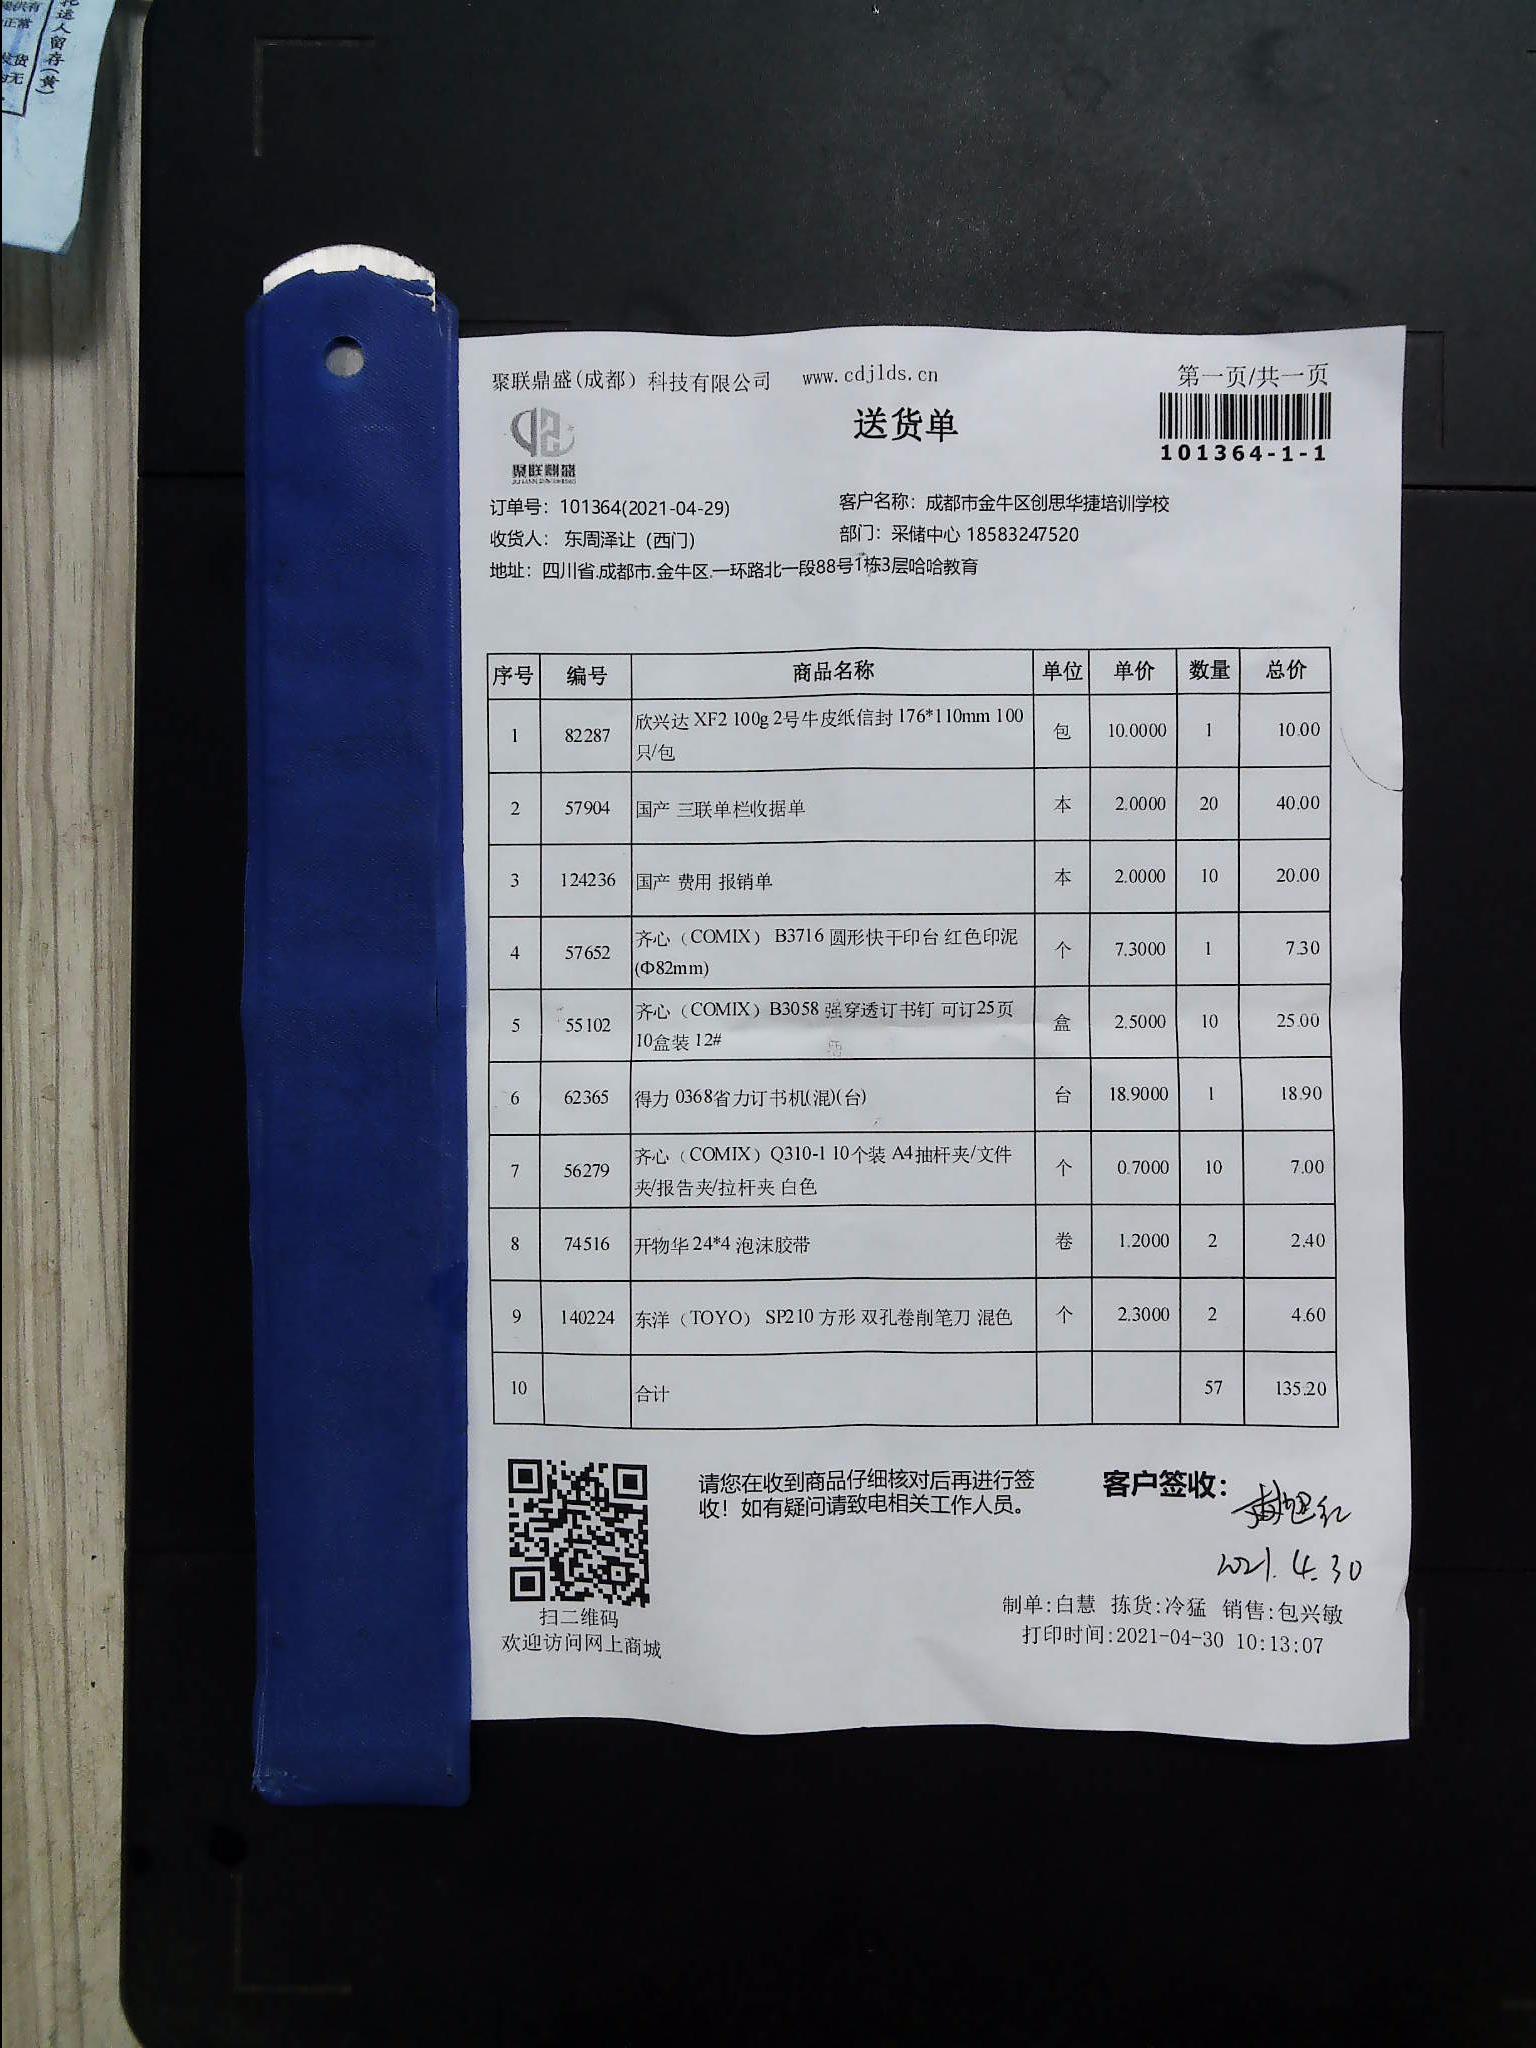 托运人留存(黄)
聚联鼎盛(成都）科技有限公司 www.cdjlds.cn
第一页/共一页
聚联鼎盛
送货单
101364-1-1
订单号：101364(2021-04-29)
客户名称：成都市金牛区创思华捷培训学校
收货人： 东周泽让（西门）
部门：采储中心 18583247520
地址：四川省.成都市.金牛区.一环路北一段88号1栋3层哈哈教育
序号 编号 商品名称 单位 单价 数量 总价
1 82287 欣兴达 XF2 100g 2号牛皮纸信封 176*110mm 100 包 10.0000 1 10.00
只/包
2 57904 国产 三联单栏收据单 本 2.0000 20 40.00
3 124236 国产 费用 报销单 本 2.0000 10 20.00
4 57652 齐心（COMIX） B3716 圆形快干印台 红色印泥 个 7.3000 1 7.30
(Φ82mm)
5 55102 齐心（COMIX）B3058 强穿透订书钉 可订25页 盒 2.5000 10 25.00
10盒装 12#
6 62365 得力 0368省力订书机(混)(台) 台 18.9000 1 18.90
7 56279 齐心（COMIX）Q310-1 10个装 A4抽杆夹/文件 个 0.7000 10 7.00
夹/报告夹/拉杆夹 白色
8 74516 开物华 24*4 泡沫胶带 卷 1.2000 2 2.40
9 140224 东洋（TOYO） SP210 方形 双孔卷削笔刀 混色 个 2.3000 2 4.60
10 合计 57 135.20
请您在收到商品仔细核对后再进行签
收！如有疑问请致电相关工作人员。
客户签收：
2021.4.30
扫二维码
欢迎访问网上商城
制单:白慧 拣货:冷猛 销售:包兴敏
打印时间:2021-04-30 10:13:07